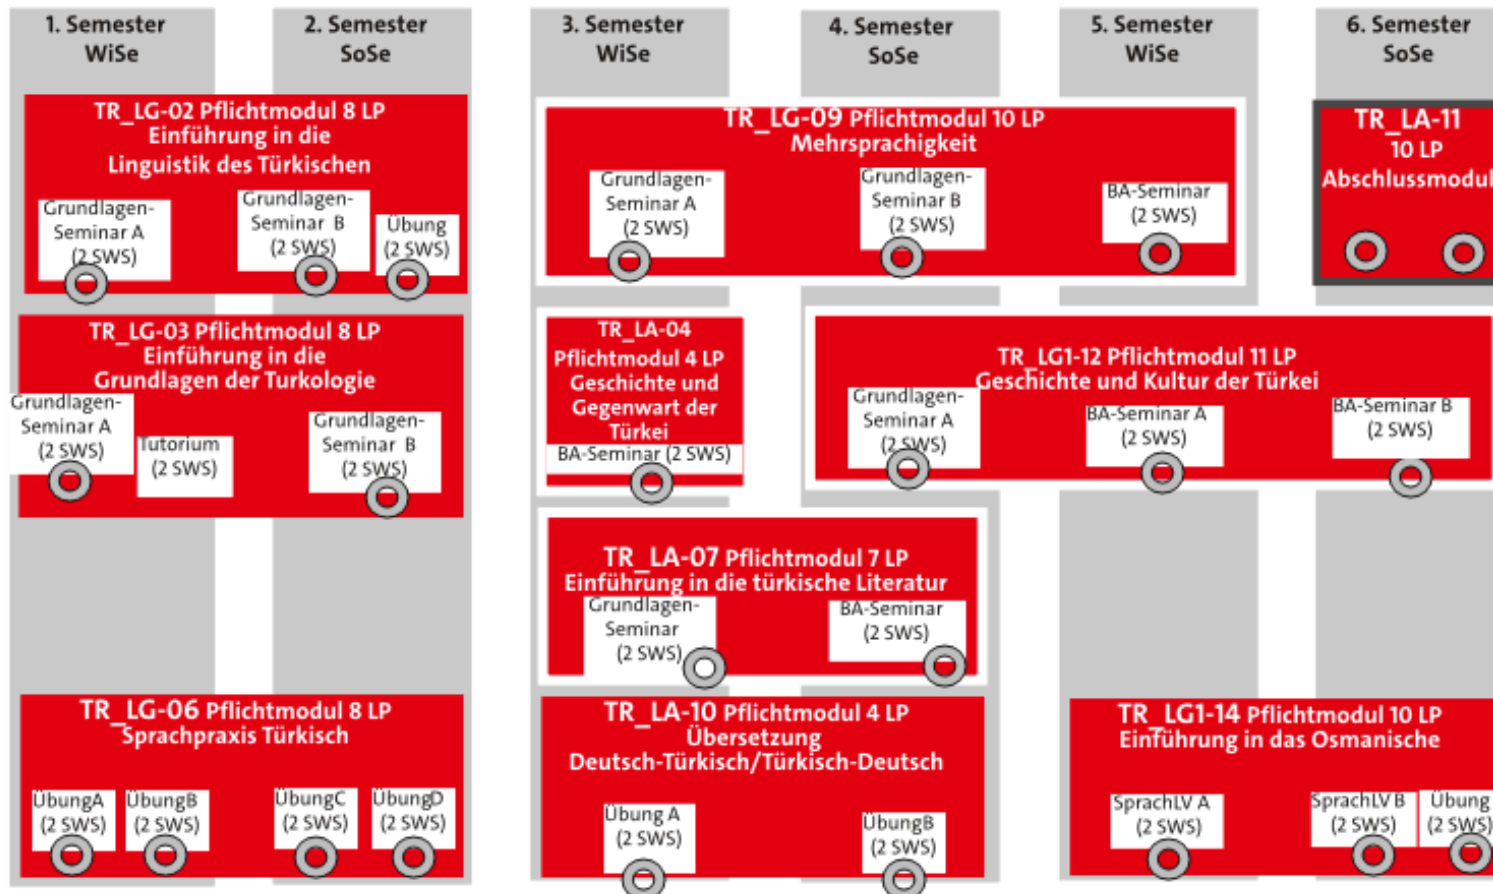 1. Semester
WiSe
2. Semester
SoSe
3. Semester
WiSe
4. Semester
SoSe
5. Semester
WiSe
6. Semester
SoSe
TR_LG-02 Pflichtmodul 8 LP
Einführung in die
Linguistik des Türkischen
Grundlagen-
Seminar A
(2 SWS)
Grundlagen-
Seminar B
(2 SWS)
Übung
(2 SWS)
TR_LG-09 Pflichtmodul 10 LP
Mehrsprachigkeit
Grundlagen-
Seminar A
(2 SWS)
Grundlagen-
Seminar B
(2 SWS)
BA-Seminar
(2 SWS)
TR_LA-11
10 LP
Abschlussmodul
TR_LG-03 Pflichtmodul 8 LP
Einführung in die
Grundlagen der Turkologie
Grundlagen-
Seminar A
(2 SWS)
Tutorium
(2 SWS)
Grundlagen-
Seminar B
(2 SWS)
TR_LA-04
Pflichtmodul 4 LP
Geschichte und
Gegenwart der
Türkei
BA-Seminar (2 SWS)
TR_LG1-12 Pflichtmodul 11 LP
Geschichte und Kultur der Türkei
Grundlagen-
Seminar A
(2 SWS)
BA-Seminar A
(2 SWS)
BA-Seminar B
(2 SWS)
TR_LA-07 Pflichtmodul 7 LP
Einführung in die türkische Literatur
Grundlagen-
Seminar
(2 SWS)
BA-Seminar
(2 SWS)
TR_LG-06 Pflichtmodul 8 LP
Sprachpraxis Türkisch
ÜbungA
(2 SWS)
ÜbungB
(2 SWS)
ÜbungC
(2 SWS)
ÜbungD
(2 SWS)
TR_LA-10 Pflichtmodul 4 LP
Übersetzung
Deutsch-Türkisch/Türkisch-Deutsch
Übung A
(2 SWS)
ÜbungB
(2 SWS)
TR_LG1-14 Pflichtmodul 10 LP
Einführung in das Osmanische
SprachLV A
(2 SWS)
SprachLV B
(2 SWS)
Übung
(2 SWS)